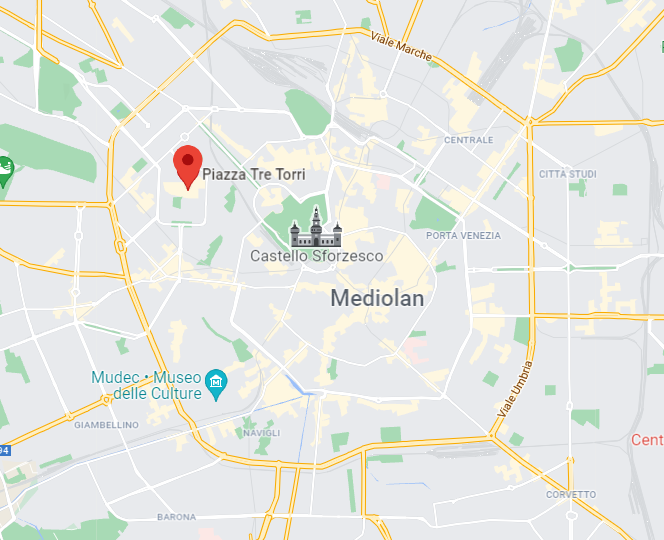 Viale Marche
CENTRALE
Piazza Tre Torri
CITTÀ STUDI
PORTA VENEZIA
Castello Sforzesco
Mediolan
Mudec • Museo
delle Culture
Viale Umbria
GIAMBELLINO
NAVIGLI
Cent
94
CORVETTO
BARONA